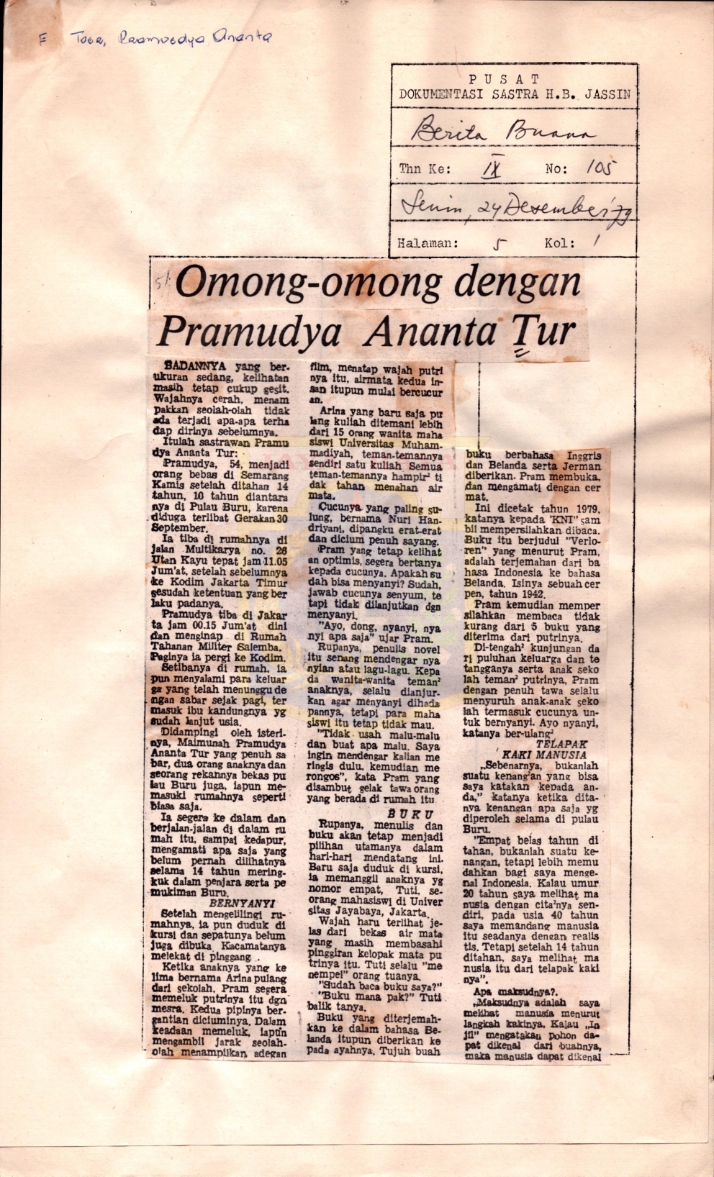 F Toer, Pramoedya Ananta
PUSAT
DOKUMENTASI SASTRA H.B. JASSIN
Berita Buana
Thn Ke: IX No: 105
Senin, 24 Desember '79
Halaman: 5 Kol: 1
Omong-omong dengan
Pramudya Ananta Tur
BADANNYA yang ber-
ukuran sedang, kelihatan
masih tetap cukup gesit.
Wajahnya cerah, menam
pakkan seolah-olah tidak
ada terjadi apa-apa terha
dap dirinya sebelumnya.
Itulah sastrawan Pramu
dya Ananta Tur:
Pramudya, 54, menjadi
orang bebas di Semarang
Kamis setelah ditahan 14
tahun, 10 tahun diantara
nya di Pulau Buru, karena
diduga terlibat Gerakan 30
September.
Ia tiba di rumahnya di
jalan Multikarya no. 26
Utan Kayu tepat jam 11.05
Jum'at, setelah sebelumnya
ke Kodim Jakarta Timur
sesudah ketentuan yang ber
laku padanya.
Pramudya tiba di Jakar
ta jam 00.15 Jum'at dini
dan menginap di Rumah
Tahanan Militer Salemba.
Paginya ia pergi ke Kodim.
Setibanya di rumah, ia
pun menyalami para keluar
ga yang telah menunggu de
ngan sabar sejak pagi, ter
masuk ibu kandungnya yg
sudah lanjut usia.
Didampingi oleh isteri-
nya, Maimunah Pramudya
Ananta Tur yang penuh sa
bar, dua orang anaknya dan
seorang rekannya bekas pu
lau Buru juga, iapun me-
masuki rumahnya seperti
biasa saja.
Ia segera ke dalam dan
berjalan-jalan di dalam ru
mah itu, sampai kedapur,
mengamati apa saja yang
belum pernah dilihatnya
selama 14 tahun mering-
kuk dalam penjara serta pe
mukiman Buru.
BERNYANYI
Setelah mengelilingi ru-
mahnya, ia pun duduk di
kursi dan sepatunya belum
juga dibuka Kacamatanya
melekat di pinggang.
Ketika anaknya yang ke
lima bernama Arina pulang
dari sekolah, Pram segera
memeluk putrinya itu dgn
mesra. Kedua pipinya ber-
gantian diciuminya. Dalam
keadaan memeluk, iapun
mengambil jarak seolah-
olah menampilkan adegan
film, menatap wajah putri
nya itu, airmata kedua in-
san itupun mulai bercucur
an.
Arina yang baru saja pu
lang kuliah ditemani lebih
dari 15 orang wanita maha
siswi Universitas Muham-
madiyah, teman-temannya
sendiri satu kuliah Semua
teman-temannya hampir² ti
dak tahan menahan air
mata.
Cucunya yang paling su-
lung, bernama Nuri Han-
driyani, dipangku erat-erat
dan dicium penuh sayang.
Pram yang tetap kelihat
an optimis, segera bertanya
kepada cucunya. Apakah su
dah bisa menyanyi? Sudah,
jawab cucunya senyum, te
tapi tidak dilanjutkan dgn
menyanyi.
"Ayo, dong, nyanyi, nya
nyi apa saja" ujar Pram.
Rupanya, penulis novel
itu senang mendengar nya
nyian atau lagu-lagu. Kepa
da wanita-wanita teman²
anaknya, selalu dianjur-
kan agar menyanyi dihada
pannya, tetapi para maha
siswi itu tetap tidak mau.
"Tidak usah malu-malu
dan buat apa malu. Saya
ingin mendengar kalian me
ringis dulu, kemudian me
rongos", kata Pram yang
disambut gelak tawa orang
yang berada di rumah itu
BUKU
Rupanya, menulis dan
buku akan tetap menjadi
pilihan utamanya dalam
hari-hari mendatang ini.
Baru saja duduk di kursi,
ia memanggil anaknya yg
nomor empat, Tuti, se-
orang mahasiswi di Univer
sitas Jayabaya, Jakarta.
Wajah haru terlihat je-
las dari bekas air mata
yang masih membasahi
pinggiran kelopak mata pu
trinya itu. Tuti selalu "me
nempel" orang tuanya.
"Sudah baca buku saya?"
"Buku mana pak?" Tuti
balik tanya.
Buku yang diterjemah-
kan ke dalam bahasa Be-
landa itupun diberikan ke
pada ayahnya. Tujuh buah
buku berbahasa Inggris
dan Belanda serta Jerman
diberikan. Pram membuka,
dan mengamati dengan cer
mat.
Ini dicetak tahun 1979,
katanya kepada 'KNI' sam
bil mempersilahkan dibaca.
Buku itu berjudul "Verlo-
ren" yang menurut Pram,
adalah terjemahan dari ba
hasa Indonesia ke bahasa
Belanda. Isinya sebuah cer
pen, tahun 1942.
Pram kemudian memper
silahkan membaca tidak
kurang dari 5 buku yang
diterima dari putrinya.
Di-tengah² kunjungan da
ri puluhan keluarga dan te
tangganya serta anak seko
lah teman² putrinya, Pram
dengan penuh tawa selalu
menyuruh anak-anak seko
lah termasuk cucunya un-
tuk bernyanyi. Ayo nyanyi,
katanya ber-ulang²
TELAPAK
KAKI MANUSIA
„Sebenarnya, bukanlah
suatu kenang²an yang bisa
saya katakan kepada an-
da," katanya ketika dita-
nya kenangan apa saja yg
diperoleh selama di pulau
Buru.
"Empat belas tahun di
tahan, bukanlah suatu ke-
nangan, tetapi lebih memu
dahkan bagi saya menge-
nal Indonesia. Kalau umur
20 tahun saya melihat ma
nusia dengan cita²nya sen-
diri, pada usia 40 tahun
saya memandang manusia
itu seadanya dengan realis
tis. Tetapi setelah 14 tahun
ditahan, saya melihat ma
nusia itu dari telapak kaki
nya".
Apa maksudnya?.
„Maksudnya adalah saya
melihat manusia menurut
langkah kakinya. Kalau „In
jil" mengatakan pohon da-
pat dikenal dari buahnya,
maka manusia dapat dikenal